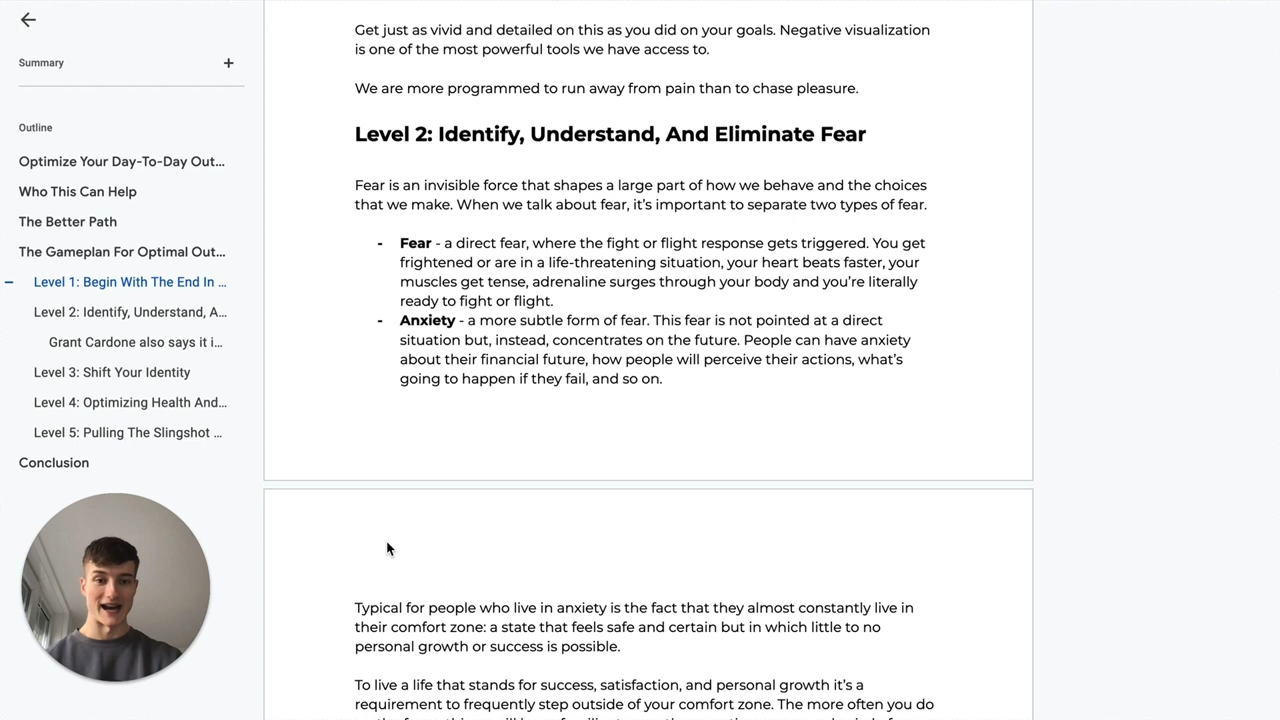 Summary
+
Outline
Optimize Your Day-To-Day Out...
Who This Can Help
The Better Path
The Gameplan For Optimal Out...
Level 1: Begin With The End In ...
Level 2: Identify, Understand, A...
Grant Cardone also says it i...
Level 3: Shift Your Identity
Level 4: Optimizing Health And...
Level 5: Pulling The Slingshot ...
Conclusion
Get just as vivid and detailed on this as you did on your goals. Negative visualization
is one of the most powerful tools we have access to.
We are more programmed to run away from pain than to chase pleasure.
Level 2: Identify, Understand, And Eliminate Fear
Fear is an invisible force that shapes a large part of how we behave and the choices
that we make. When we talk about fear, it’s important to separate two types of fear.
- Fear - a direct fear, where the fight or flight response gets triggered. You get
frightened or are in a life-threatening situation, your heart beats faster, your
muscles get tense, adrenaline surges through your body and you’re literally
ready to fight or flight.
- Anxiety - a more subtle form of fear. This fear is not pointed at a direct
situation but, instead, concentrates on the future. People can have anxiety
about their financial future, how people will perceive their actions, what’s
going to happen if they fail, and so on.
Typical for people who live in anxiety is the fact that they almost constantly live in
their comfort zone: a state that feels safe and certain but in which little to no
personal growth or success is possible.
To live a life that stands for success, satisfaction, and personal growth it’s a
requirement to frequently step outside of your comfort zone. The more often you do